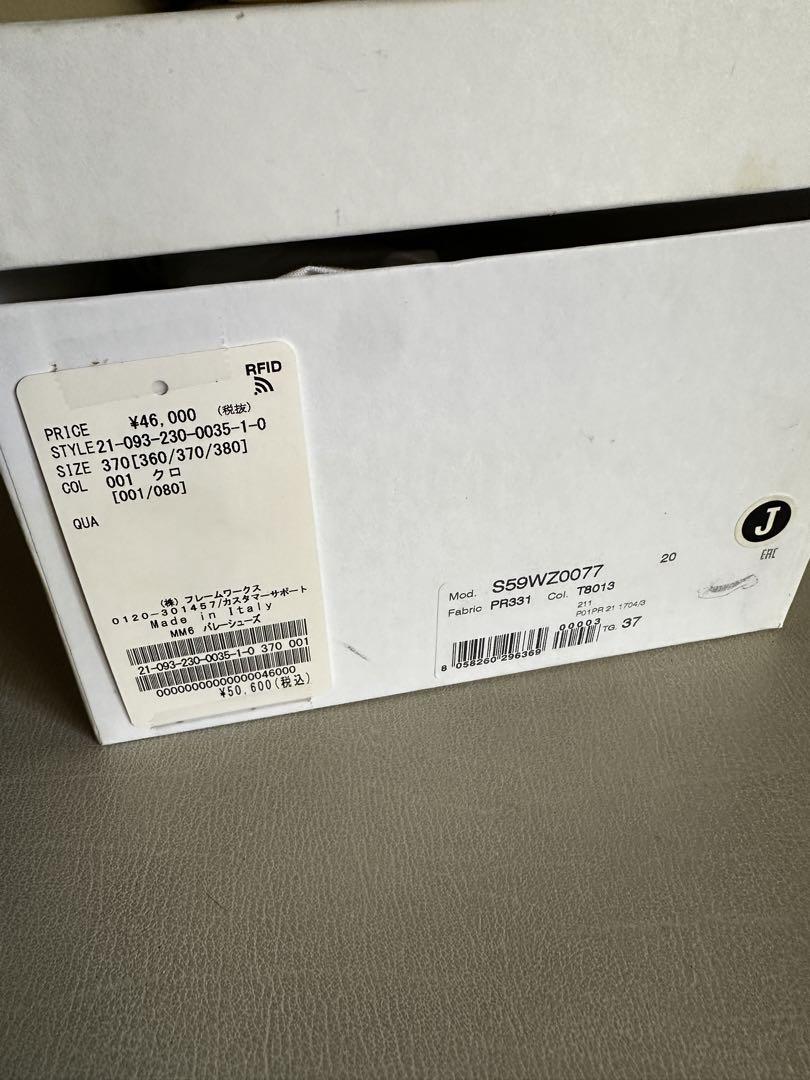 RFID
PRICE ¥46,000 (税抜)
STYLE 21-093-230-0035-1-0
SIZE 370[360/370/380]
COL 001 クロ
[001/080]
QUA
(株) フレームワークス
0120-301457/カスタマーサポート
Made in Italy
MM6 バレーシューズ
21-093-230-0035-1-0 370 001
00000000000000046000
¥50,600(税込)
J
EAC
Mod. S59WZ0077 20
Fabric PR331 Col. T8013
211
P01PR 21 1704/3
00003
TG. 37
8 058260 296369